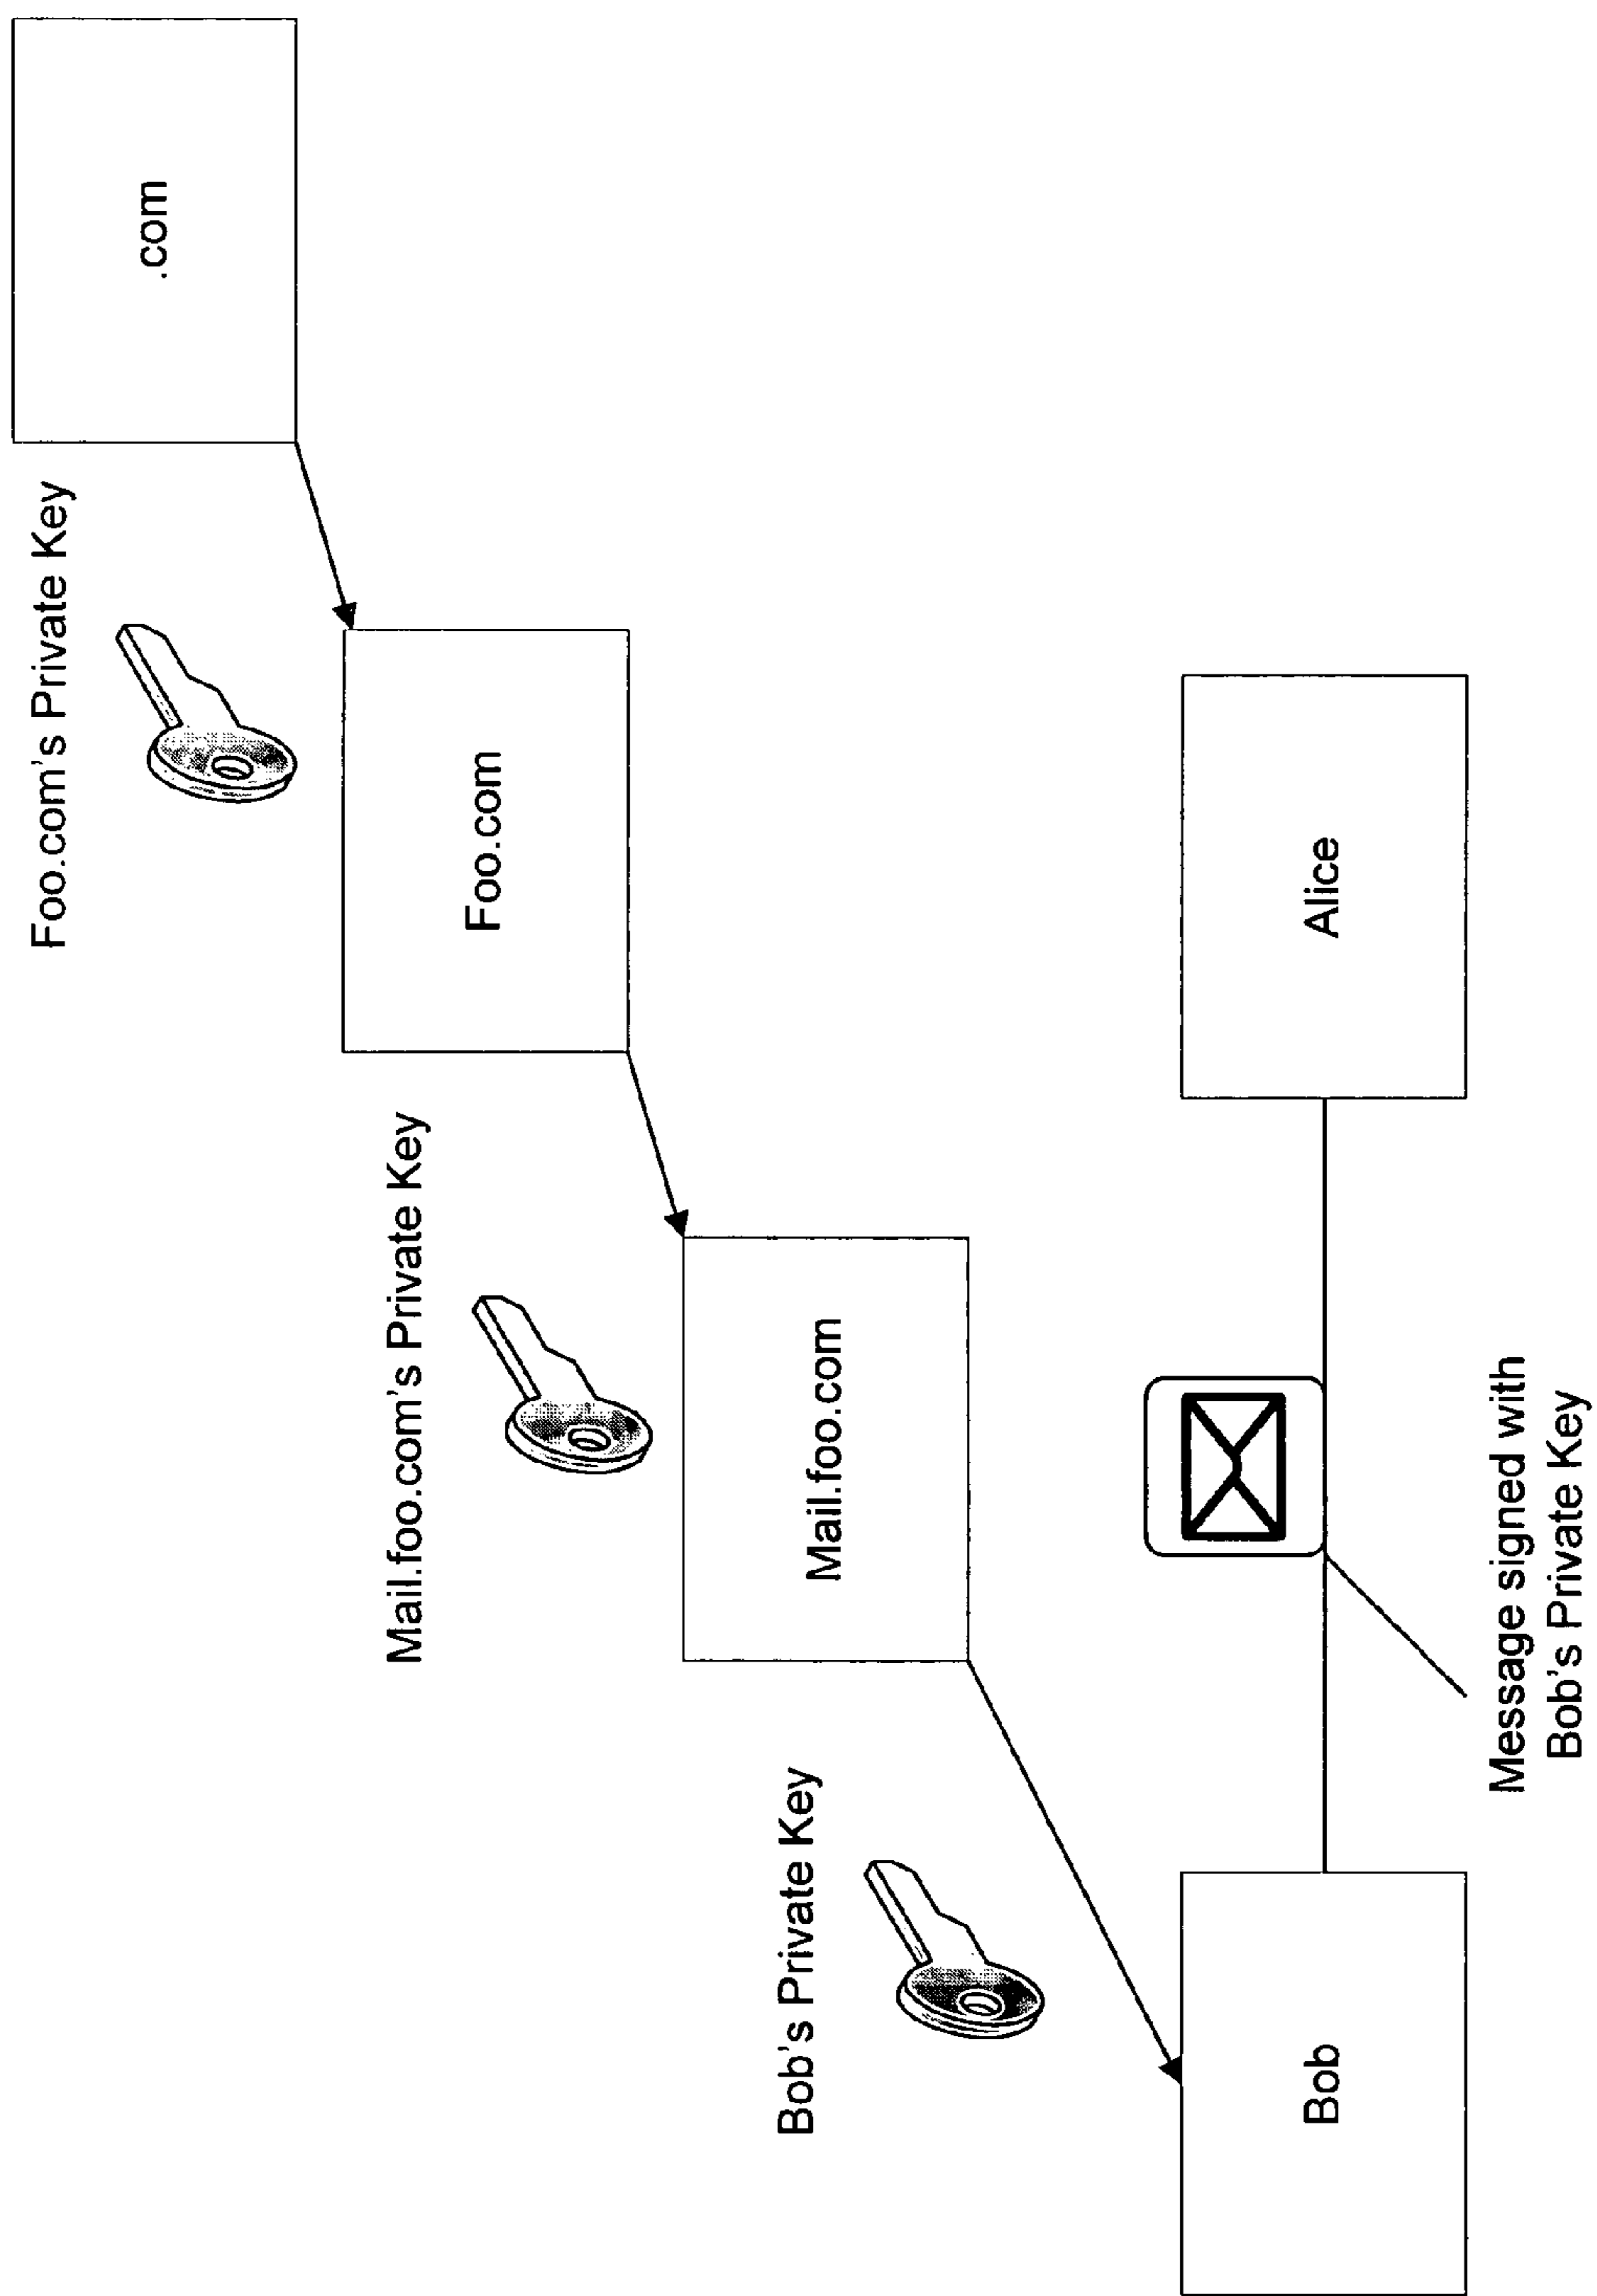 .com
Foo.com's Private Key
Foo.com
Mail.foo.com's Private Key
Mail.foo.com
Bob's Private Key
Bob
Alice
Message signed with
Bob's Private Key